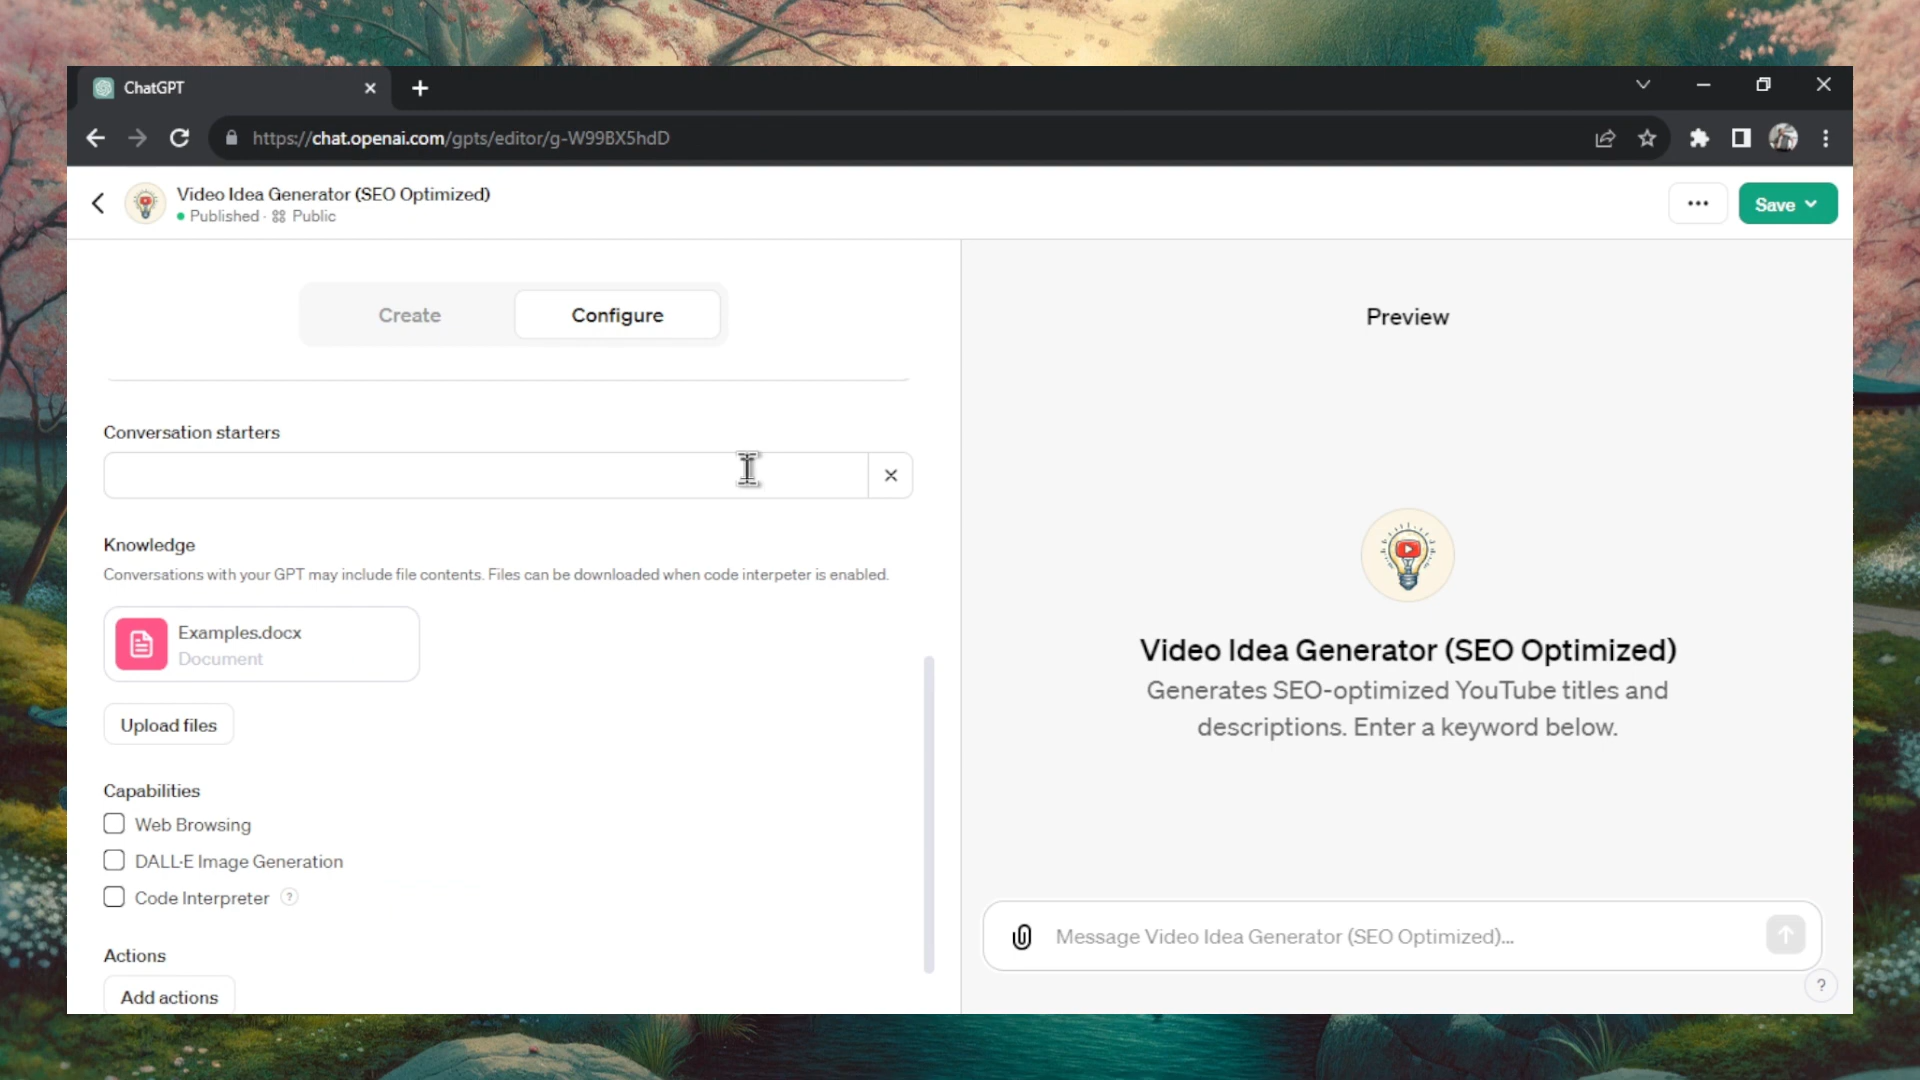 ChatGPT
https://chat.openai.com/gpts/editor/g-W99BX5hdD
Video Idea Generator (SEO Optimized)
Published · Public
Save
Create
Configure
Conversation starters
Knowledge
Conversations with your GPT may include file contents. Files can be downloaded when code interpeter is enabled.
Examples.docx
Document
Upload files
Capabilities
Web Browsing
DALL·E Image Generation
Code Interpreter ?
Actions
Add actions
Preview
Video Idea Generator (SEO Optimized)
Generates SEO-optimized YouTube titles and
descriptions. Enter a keyword below.
Message Video Idea Generator (SEO Optimized)...
?